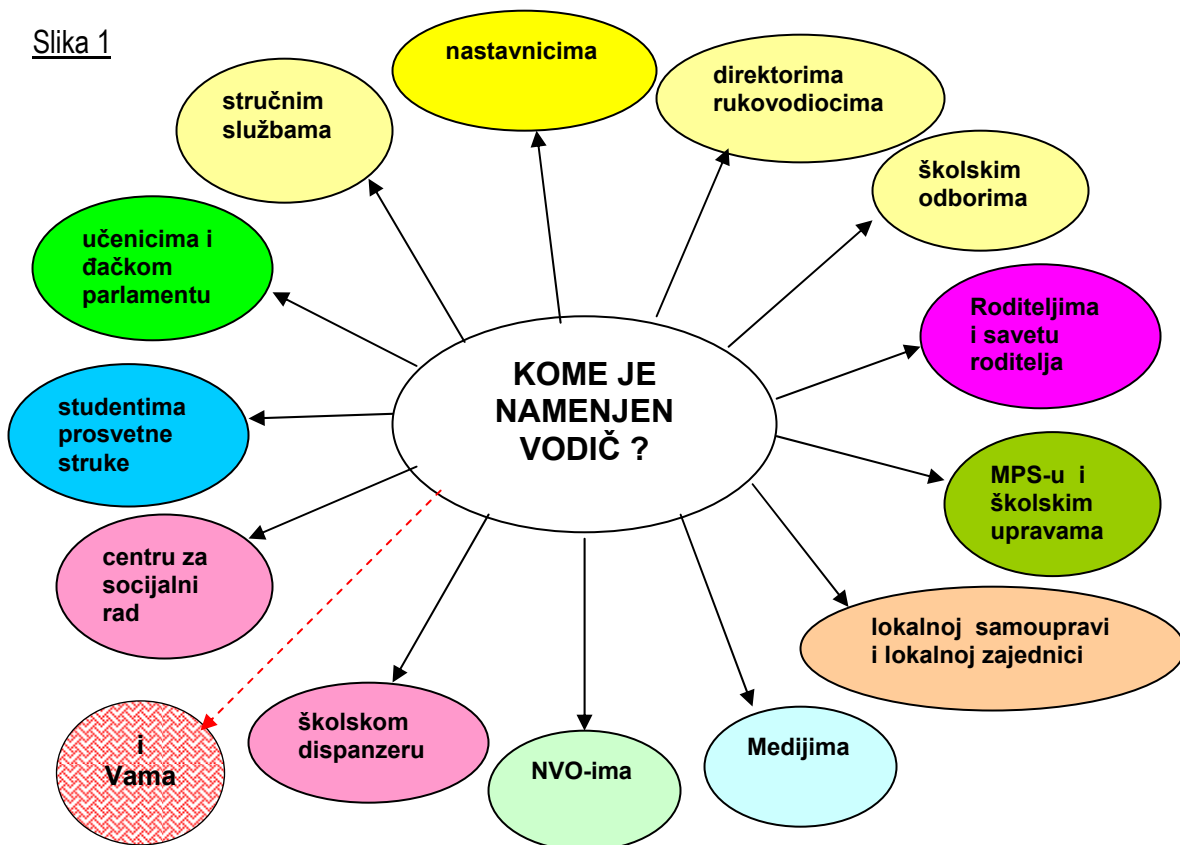 Slika 1
nastavnicima
direktorima
rukovodiocima
stručnim
službama
školskim
odborima
učenicima i
đačkom
parlamentu
Roditeljima
i savetu
roditelja
KOME JE
NAMENJEN
VODIČ ?
studentima
prosvetne
struke
MPS-u i
školskim
upravama
centru za
socijalni
rad
lokalnoj samoupravi
i lokalnoj zajednici
i
Vama
školskom
dispanzeru
NVO-ima
Medijima